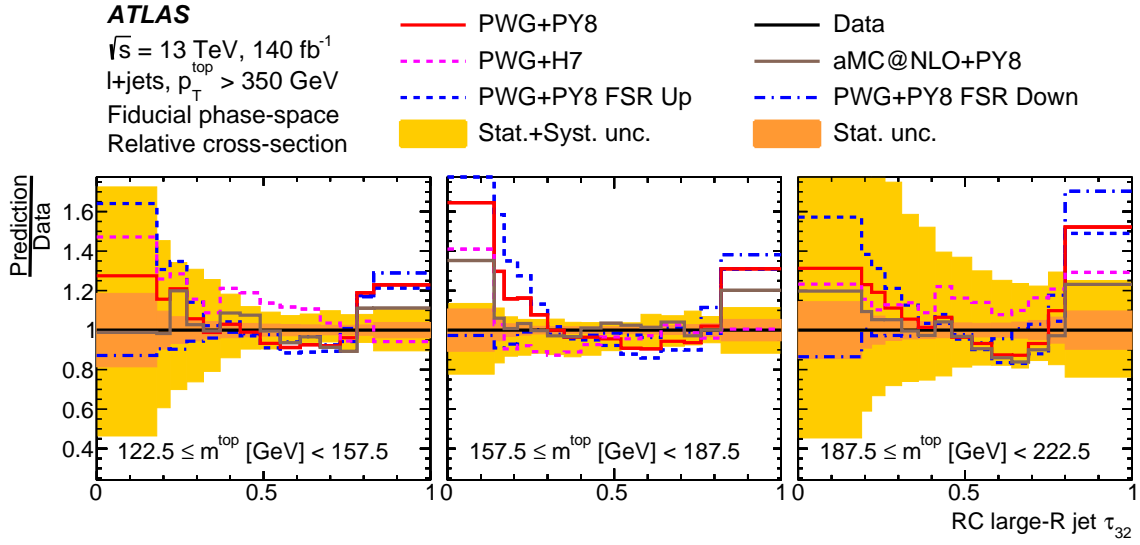 ATLAS
√s = 13 TeV, 140 fb⁻¹
l+jets, p_T^top > 350 GeV
Fiducial phase-space
Relative cross-section
PWG+PY8
PWG+H7
PWG+PY8 FSR Up
Stat.+Syst. unc.
Data
aMC@NLO+PY8
PWG+PY8 FSR Down
Stat. unc.
Prediction
Data
1.6
1.4
1.2
1
0.8
0.6
0.4
122.5 ≤ m^top [GeV] < 157.5
157.5 ≤ m^top [GeV] < 187.5
187.5 ≤ m^top [GeV] < 222.5
0 0.5 1 0 0.5 1 0 0.5 1
RC large-R jet τ₃₂